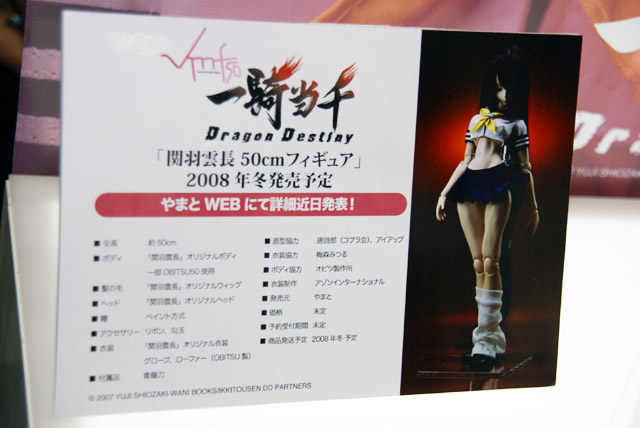 Vmf50
一騎当千
Dragon Destiny
「関羽雲長 50cmフィギュア」
2008年冬発売予定
やまとWEBにて詳細近日発表！
■ 全高 約50cm
■ ボディ 「関羽雲長」オリジナルボディ
一部OBITSU50使用
■ 髪の毛 「関羽雲長」オリジナルウィッグ
■ ヘッド 「関羽雲長」オリジナルヘッド
■ 瞳 ペイント方式
■ アクセサリー リボン、勾玉
■ 衣装 「関羽雲長」オリジナル衣装
グローブ、ローファー（OBITSU製）
■ 付属品 青龍刀
■ 原型協力 唐詩郎（コブラ会）、アイアップ
■ 衣装協力 梅森みつる
■ ボディ協力 オビツ製作所
■ 衣装制作 アゾンインターナショナル
■ 発売元 やまと
■ 価格 未定
■ 予約受付期間 未定
■ 商品発送予定 2008年冬予定
© 2007 YUJI SHIOZAKI-WANI BOOKS/IKKITOUSEN DD PARTNERS
YUJI SHIOZAKI